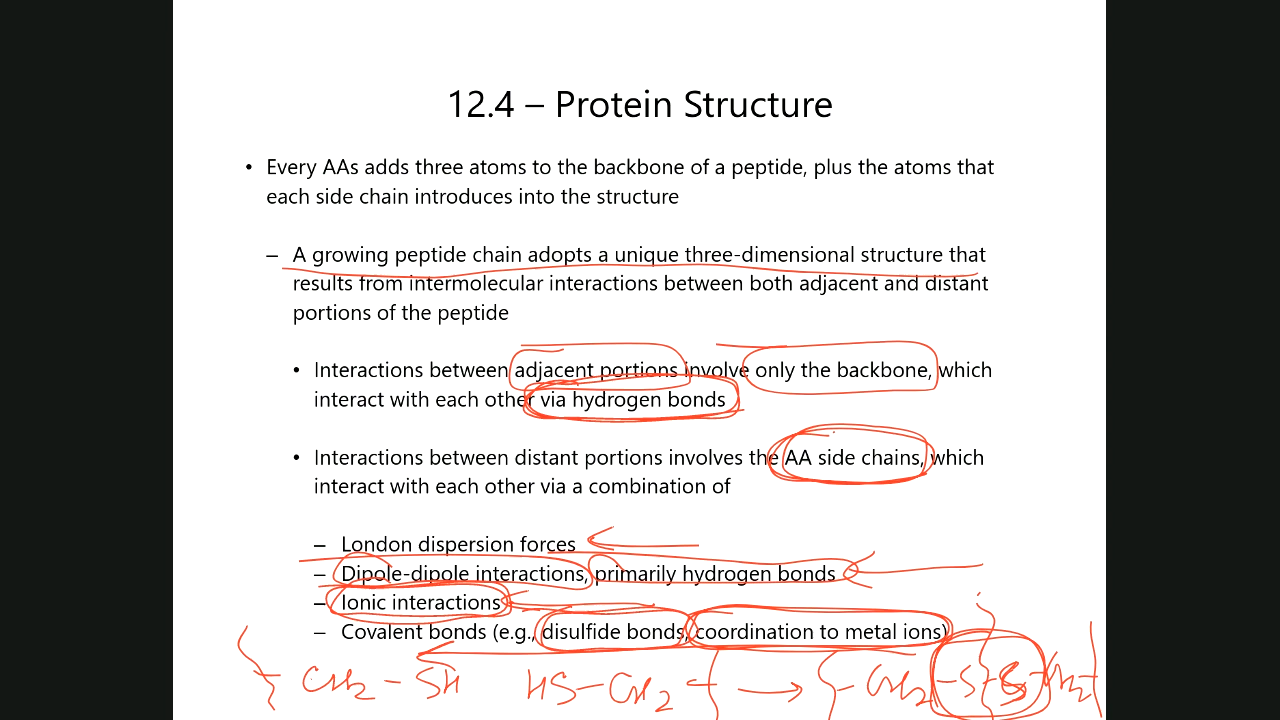 12.4 – Protein Structure
• Every AAs adds three atoms to the backbone of a peptide, plus the atoms that
each side chain introduces into the structure
– A growing peptide chain adopts a unique three-dimensional structure that
results from intermolecular interactions between both adjacent and distant
portions of the peptide
• Interactions between adjacent portions involve only the backbone, which
interact with each other via hydrogen bonds
• Interactions between distant portions involves the AA side chains, which
interact with each other via a combination of
– London dispersion forces
– Dipole-dipole interactions, primarily hydrogen bonds
– Ionic interactions
– Covalent bonds (e.g., disulfide bonds, coordination to metal ions)
CH2 – SH HS – CH2 → – CH2 – S – S – CH2 –